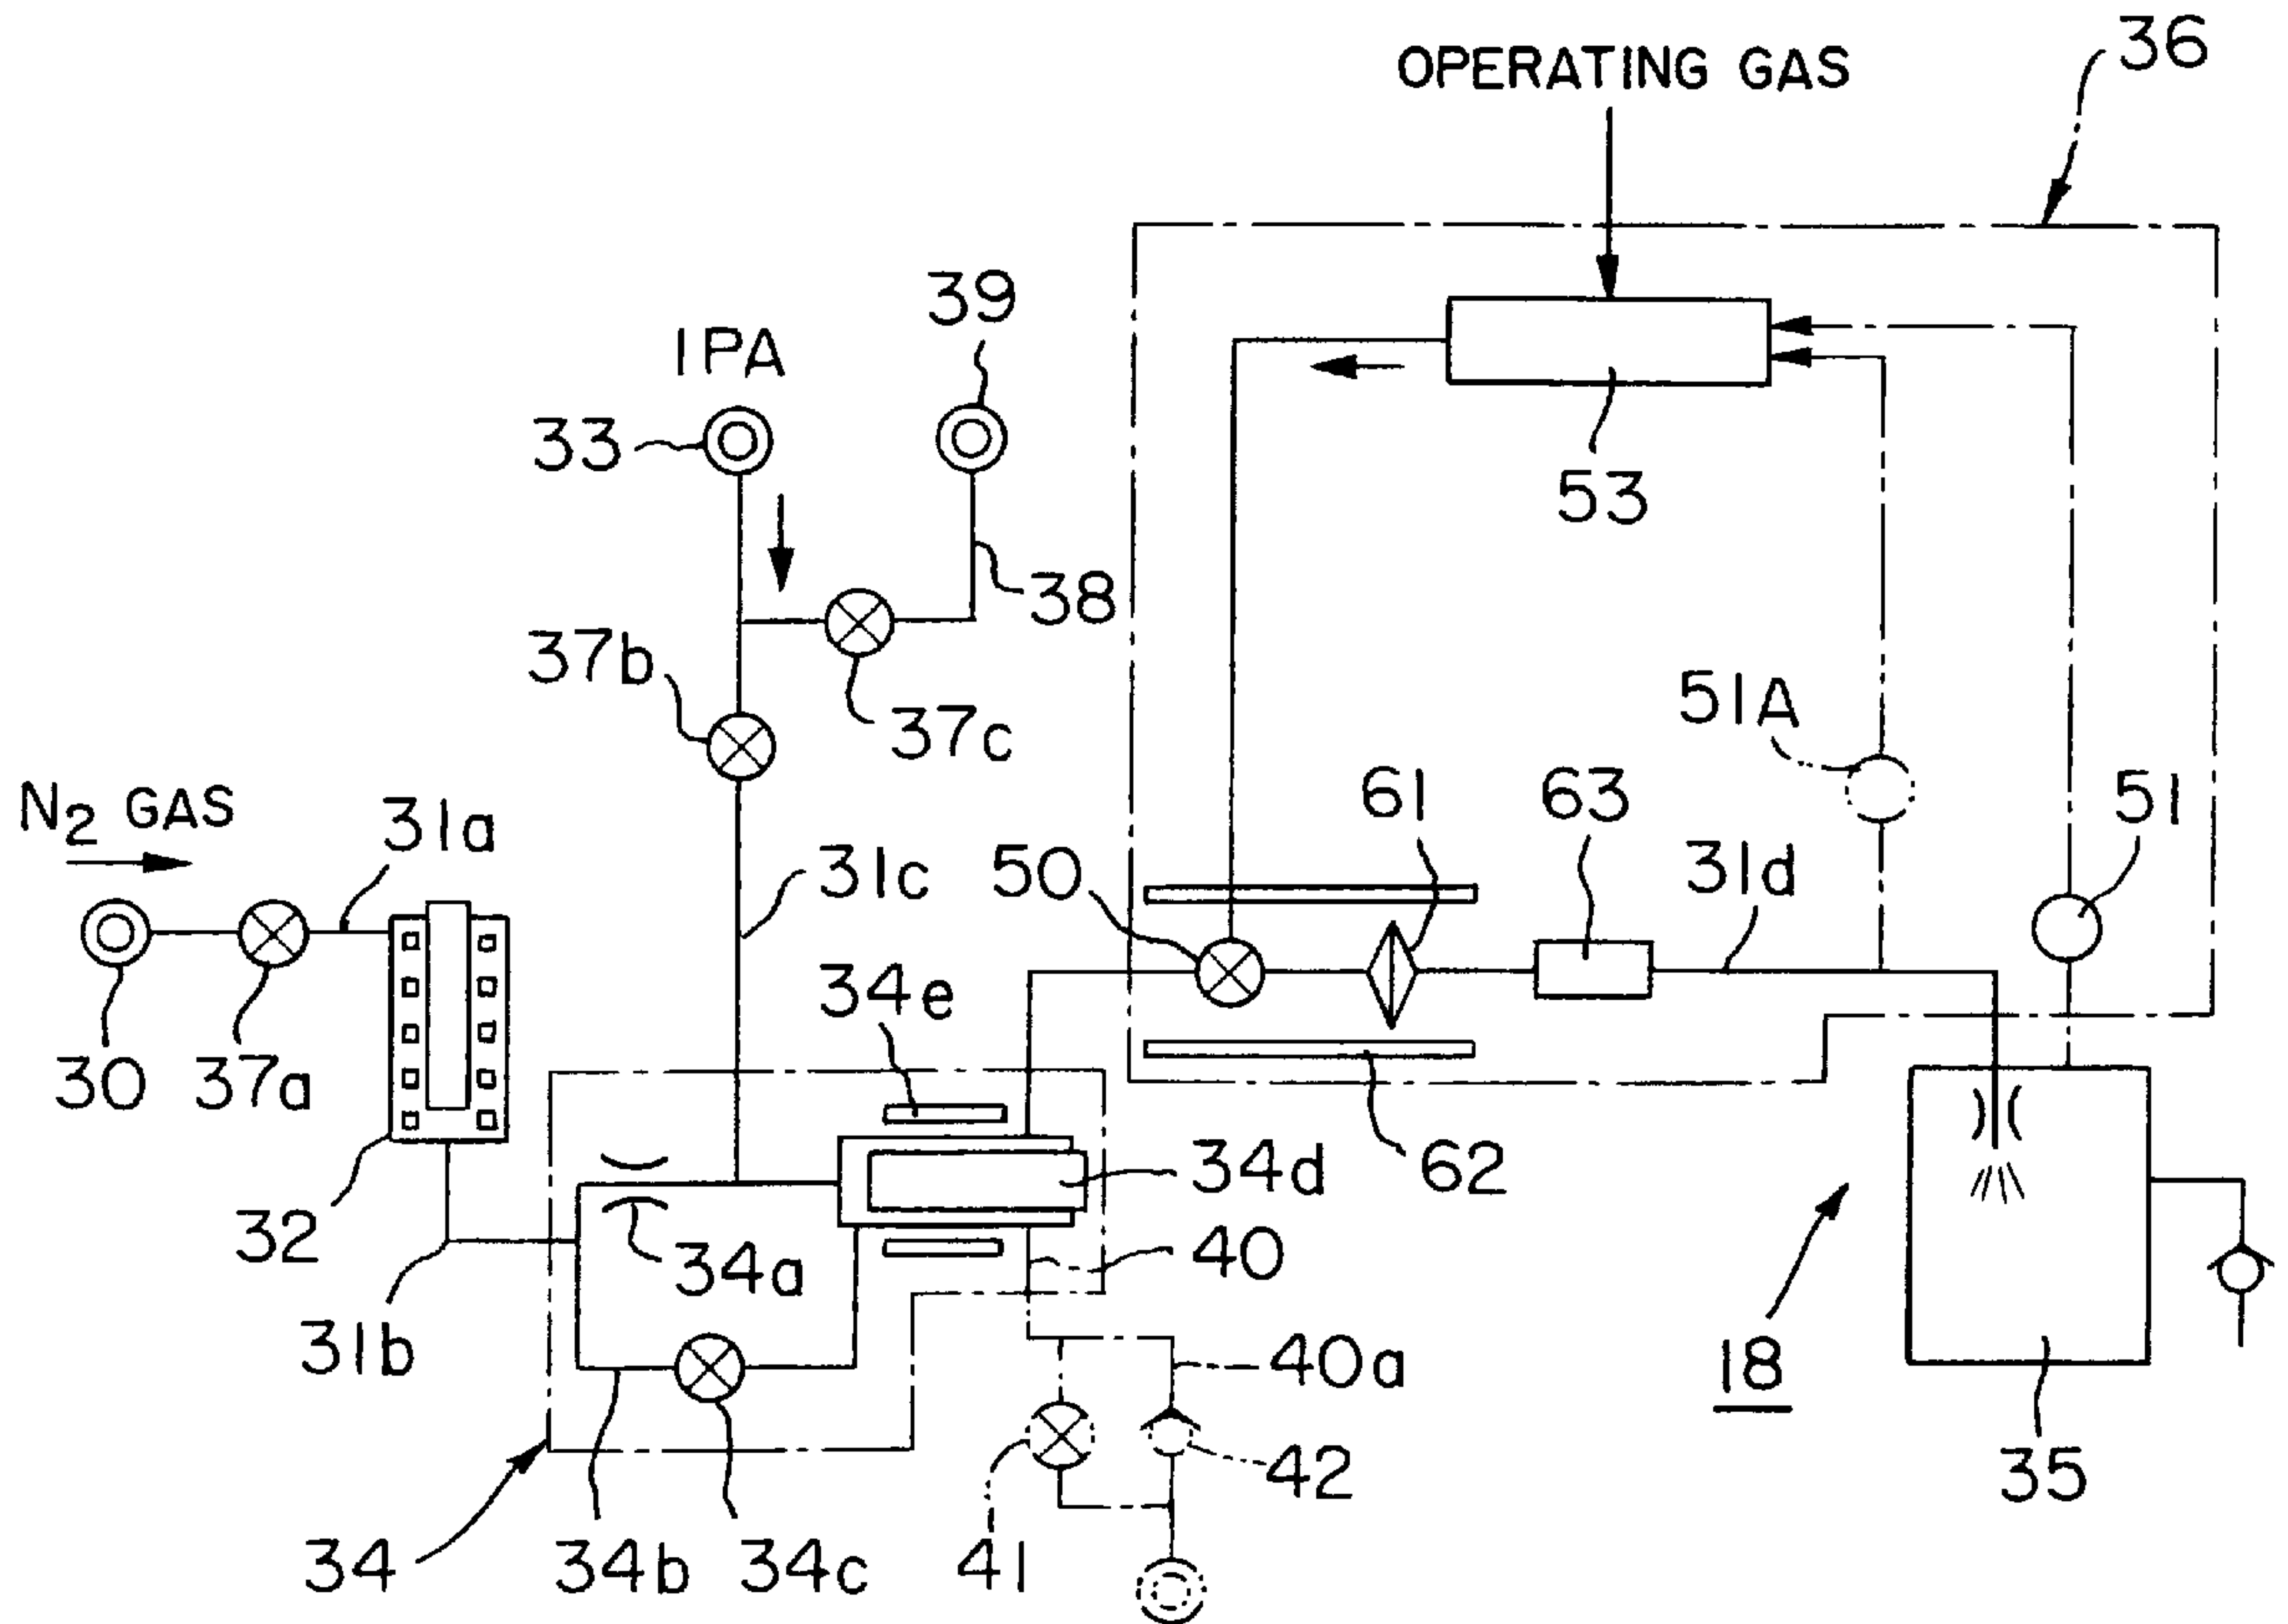 36
OPERATING GAS
39
IPA
33
53
38
37b
37c
51A
61
63
51
N2 GAS
31a
31c
50
31d
34e
30
37a
34d
62
32
34a
40
31b
18
40a
35
42
34
34b
34c
41